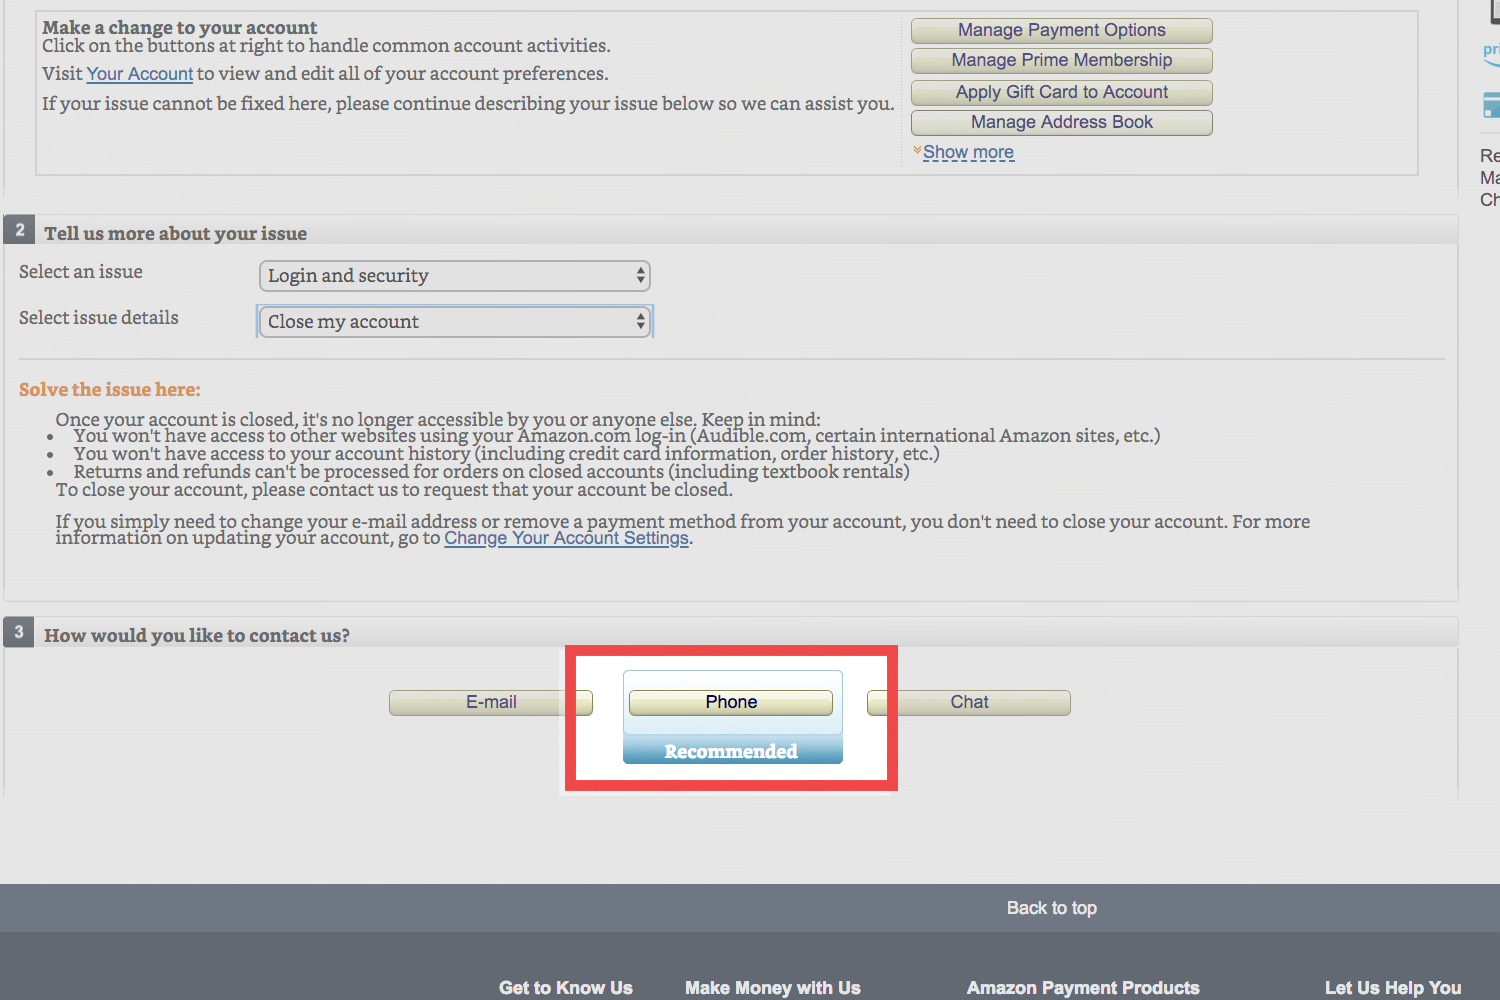 Make a change to your account
Click on the buttons at right to handle common account activities.
Visit Your Account to view and edit all of your account preferences.
If your issue cannot be fixed here, please continue describing your issue below so we can assist you.
Manage Payment Options
Manage Prime Membership
Apply Gift Card to Account
Manage Address Book
Show more
2 Tell us more about your issue
Select an issue Login and security
Select issue details Close my account
Solve the issue here:
Once your account is closed, it's no longer accessible by you or anyone else. Keep in mind:
• You won't have access to other websites using your Amazon.com log-in (Audible.com, certain international Amazon sites, etc.)
• You won't have access to your account history (including credit card information, order history, etc.)
• Returns and refunds can't be processed for orders on closed accounts (including textbook rentals)
To close your account, please contact us to request that your account be closed.
If you simply need to change your e-mail address or remove a payment method from your account, you don't need to close your account. For more
information on updating your account, go to Change Your Account Settings.
3 How would you like to contact us?
E-mail Phone Chat
Recommended
Back to top
Get to Know Us Make Money with Us Amazon Payment Products Let Us Help You